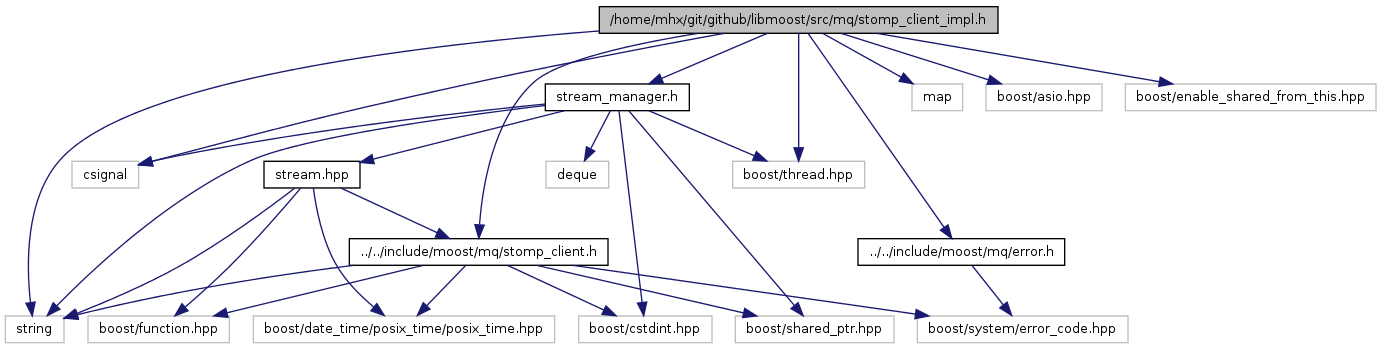 /home/mhx/git/github/libmoost/src/mq/stomp_client_impl.h
stream_manager.h
map
boost/asio.hpp
boost/enable_shared_from_this.hpp
csignal
stream.hpp
deque
boost/thread.hpp
../../include/moost/mq/stomp_client.h
../../include/moost/mq/error.h
string
boost/function.hpp
boost/date_time/posix_time/posix_time.hpp
boost/cstdint.hpp
boost/shared_ptr.hpp
boost/system/error_code.hpp